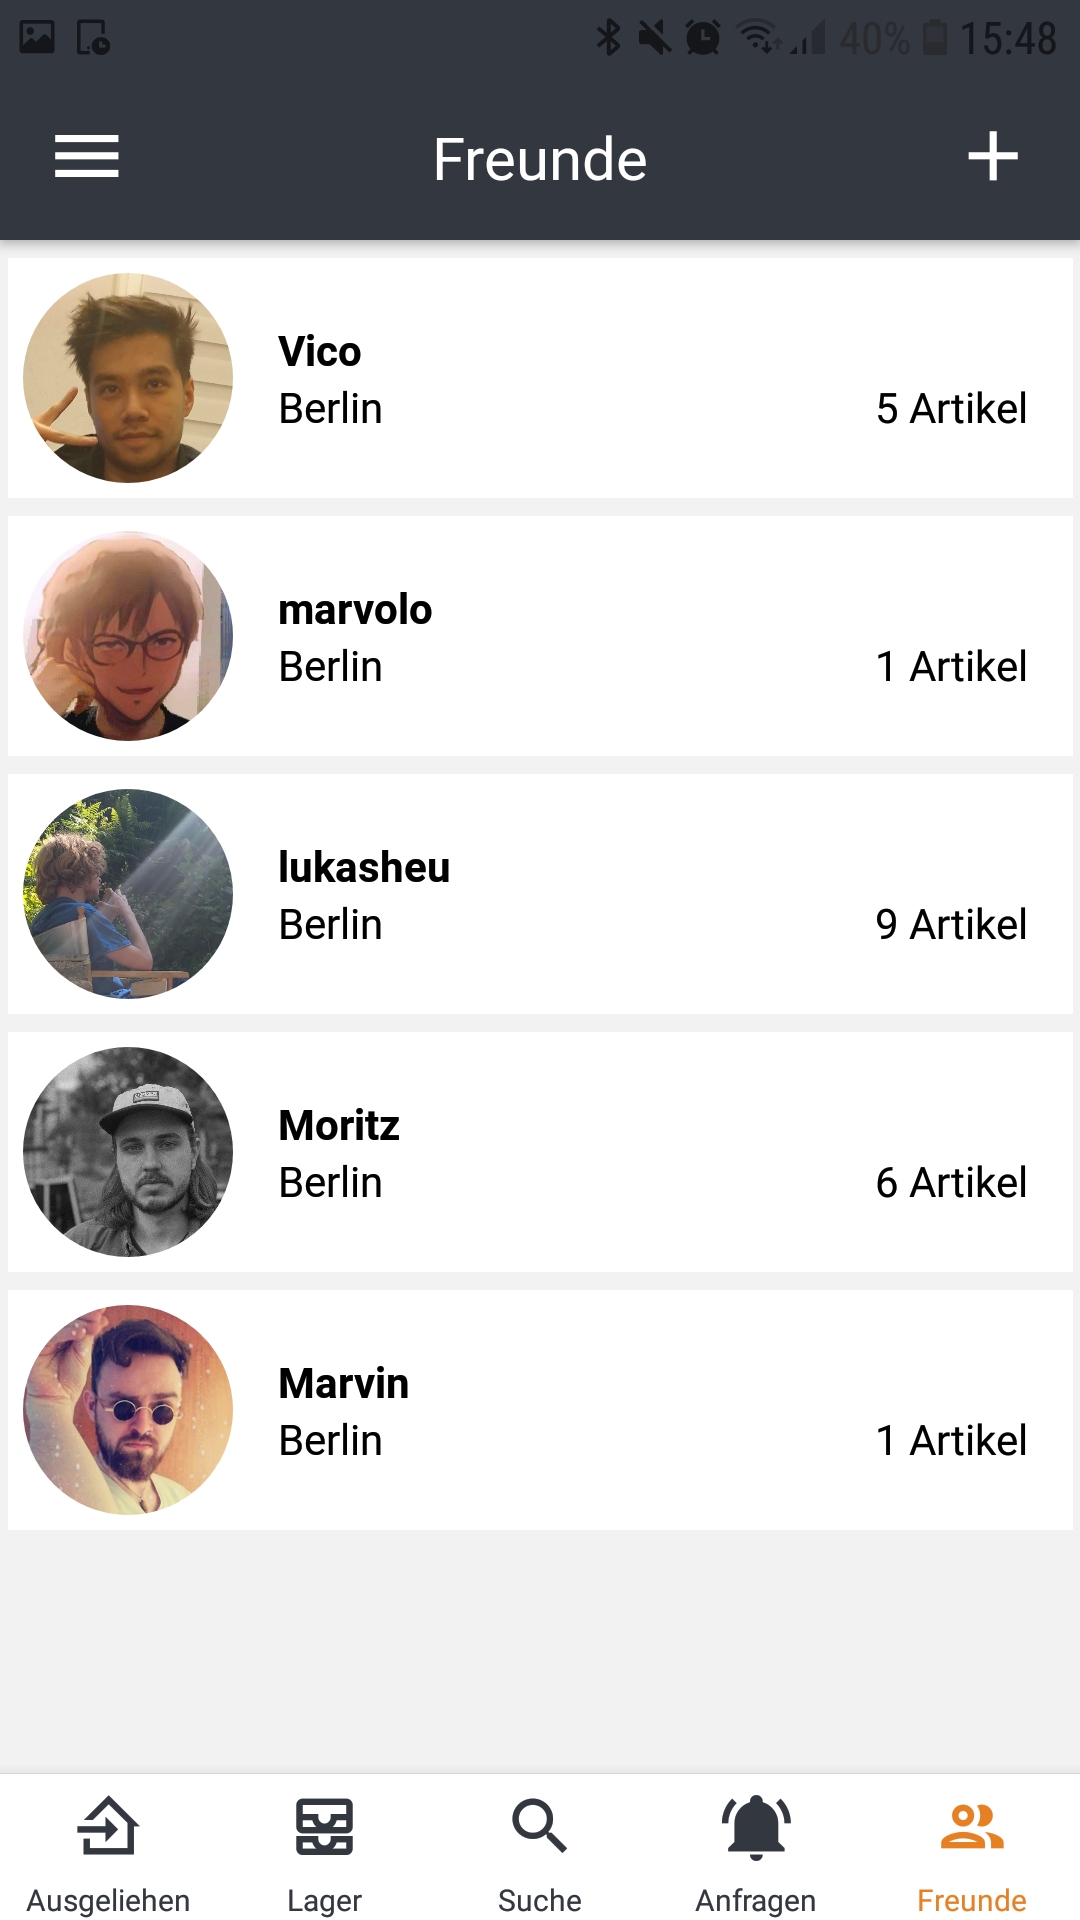 40% 15:48
Freunde
Vico
Berlin 5 Artikel
marvolo
Berlin 1 Artikel
lukasheu
Berlin 9 Artikel
Moritz
Berlin 6 Artikel
Marvin
Berlin 1 Artikel
Ausgeliehen Lager Suche Anfragen Freunde